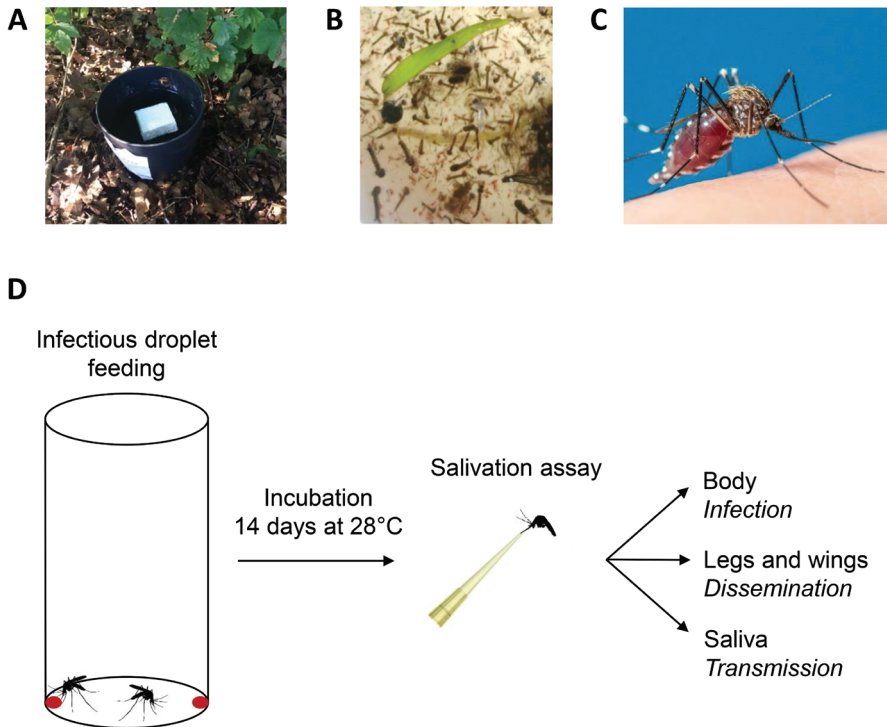 A
B
C
D
Infectious droplet
feeding
Incubation
14 days at 28°C
Salivation assay
Body
Infection
Legs and wings
Dissemination
Saliva
Transmission